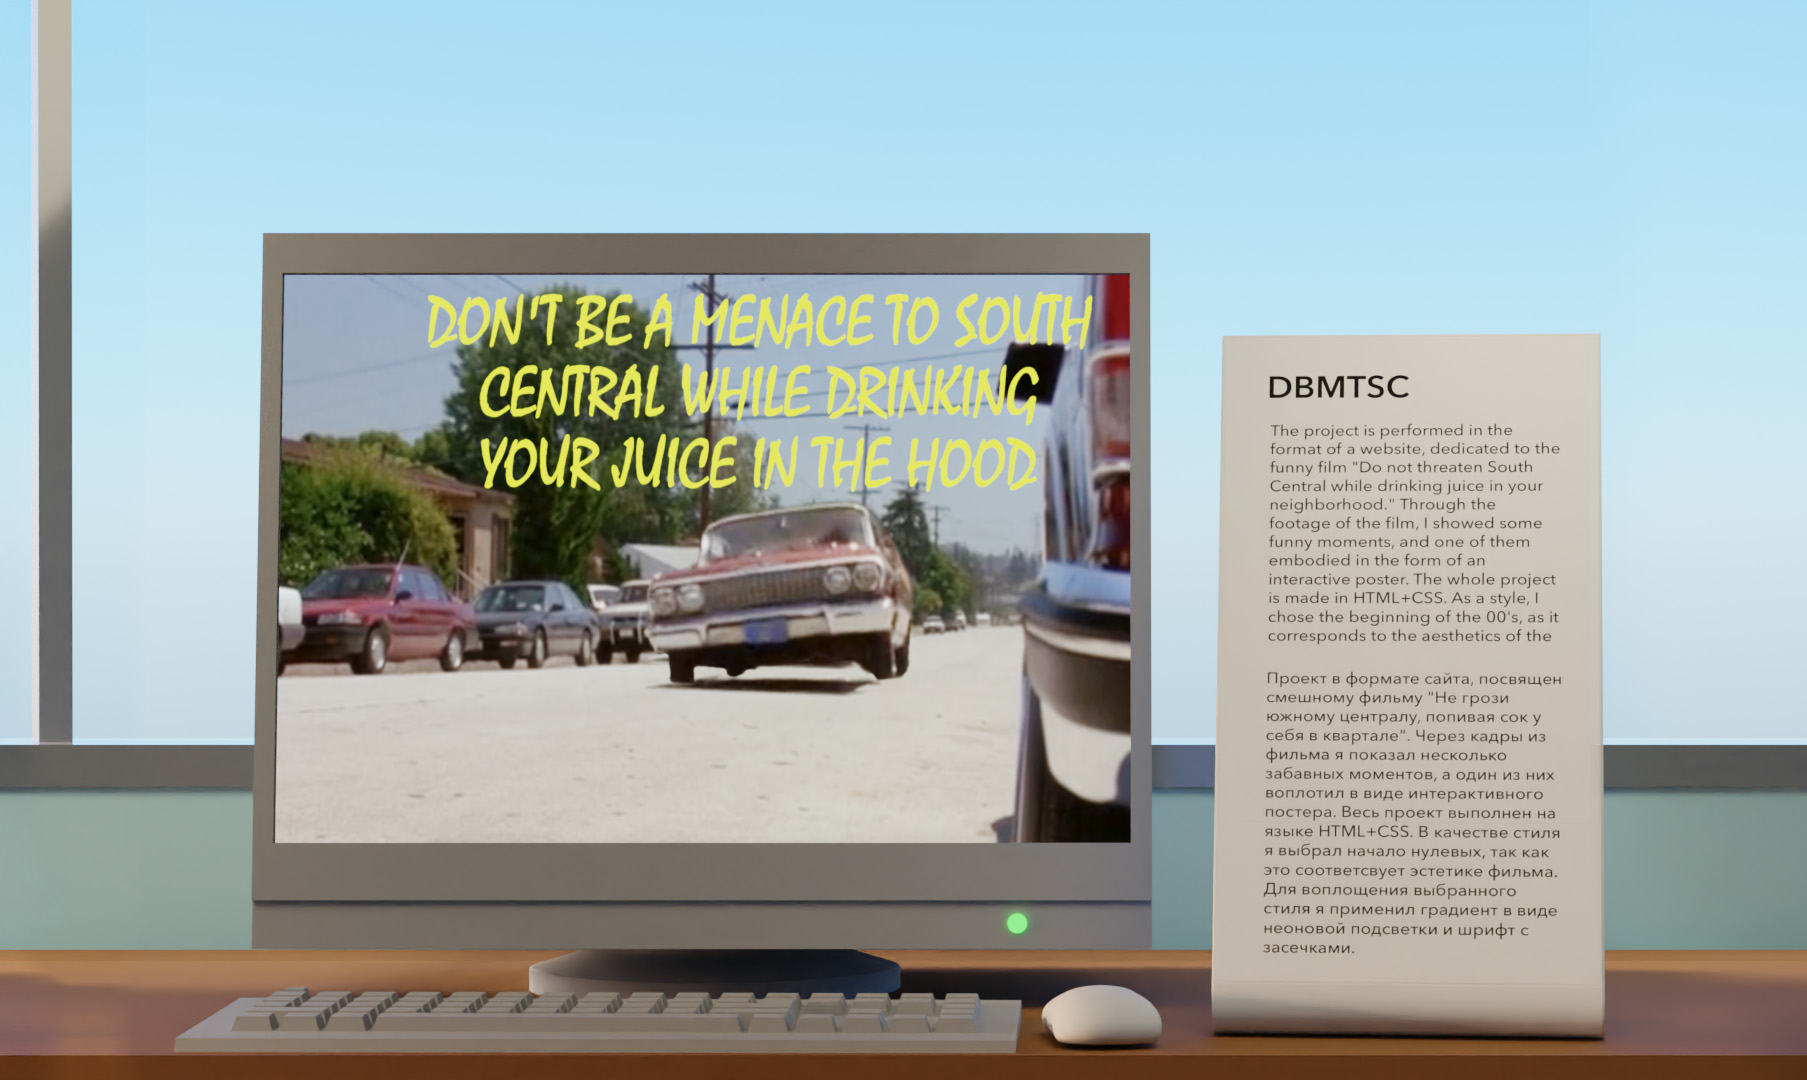 DON'T BE A MENACE TO SOUTH
CENTRAL WHILE DRINKING
YOUR JUICE IN THE HOOD
DBMTSC
The project is performed in the
format of a website, dedicated to the
funny film "Do not threaten South
Central while drinking juice in your
neighborhood." Through the
footage of the film, I showed some
funny moments, and one of them
embodied in the form of an
interactive poster. The whole project
is made in HTML+CSS. As a style, I
chose the beginning of the 00's, as it
corresponds to the aesthetics of the
Проект в формате сайта, посвящен
смешному фильму "Не грози
южному централу, попивая сок у
себя в квартале". Через кадры из
фильма я показал несколько
забавных моментов, а один из них
воплотил в виде интерактивного
постера. Весь проект выполнен на
языке HTML+CSS. В качестве стиля
я выбрал начало нулевых, так как
это соответсвует эстетике фильма.
Для воплощения выбранного
стиля я применил градиент в виде
неоновой подсветки и шрифт с
засечками.